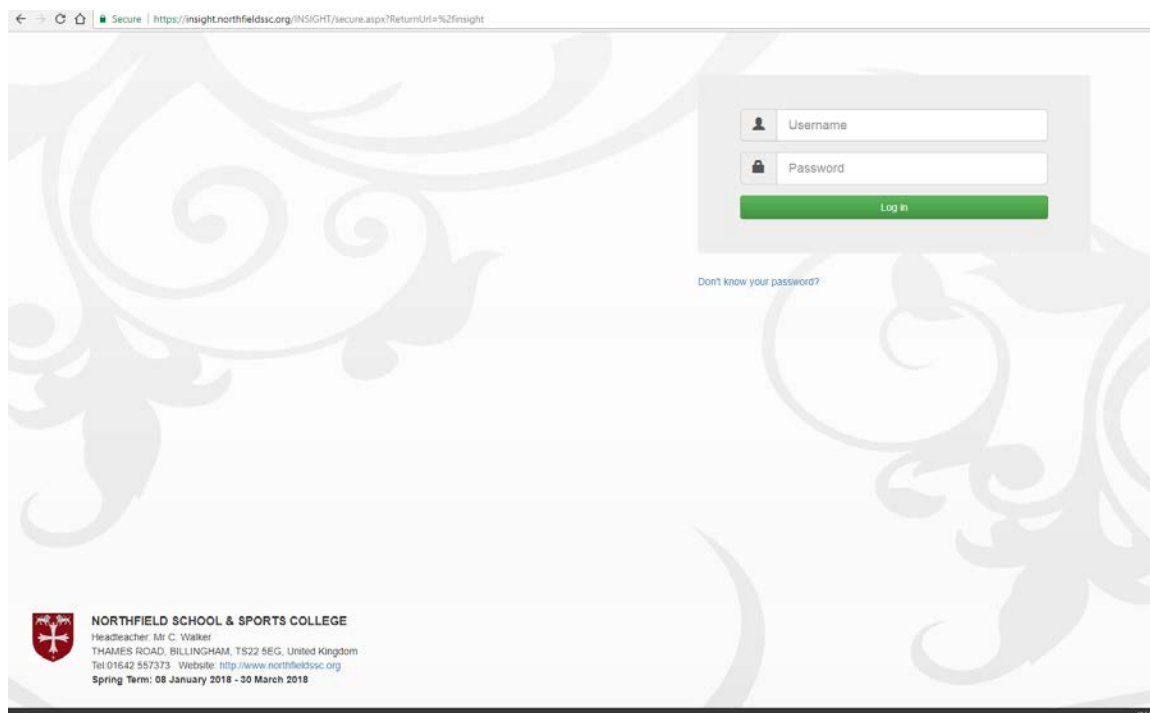 Secure | https://insight.northfieldssc.org/INSIGHT/secure.aspx?ReturnUrl=%2finsight
Username
Password
Log in
Don't know your password?
NORTHFIELD SCHOOL & SPORTS COLLEGE
Headteacher: Mr C. Walker
THAMES ROAD, BILLINGHAM, TS22 5EG, United Kingdom
Tel:01642 557373 Website: http://www.northfieldssc.org
Spring Term: 08 January 2018 - 30 March 2018